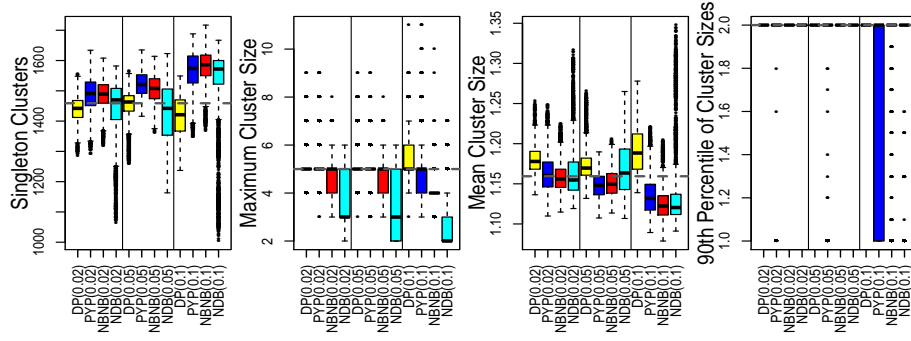 Singleton Clusters
1000
1200
1400
1600
DP(0.02)
PYP(0.02)
NBNB(0.02)
NDB(0.02)
DP(0.05)
PYP(0.05)
NBNB(0.05)
NDB(0.05)
DP(0.1)
PYP(0.1)
NBNB(0.1)
NDB(0.1)
Maximum Cluster Size
2
4
6
8
10
DP(0.02)
PYP(0.02)
NBNB(0.02)
NDB(0.02)
DP(0.05)
PYP(0.05)
NBNB(0.05)
NDB(0.05)
DP(0.1)
PYP(0.1)
NBNB(0.1)
NDB(0.1)
Mean Cluster Size
1.10
1.15
1.20
1.25
1.30
1.35
DP(0.02)
PYP(0.02)
NBNB(0.02)
NDB(0.02)
DP(0.05)
PYP(0.05)
NBNB(0.05)
NDB(0.05)
DP(0.1)
PYP(0.1)
NBNB(0.1)
NDB(0.1)
90th Percentile of Cluster Sizes
1.0
1.2
1.4
1.6
1.8
2.0
DP(0.02)
PYP(0.02)
NBNB(0.02)
NDB(0.02)
DP(0.05)
PYP(0.05)
NBNB(0.05)
NDB(0.05)
DP(0.1)
PYP(0.1)
NBNB(0.1)
NDB(0.1)